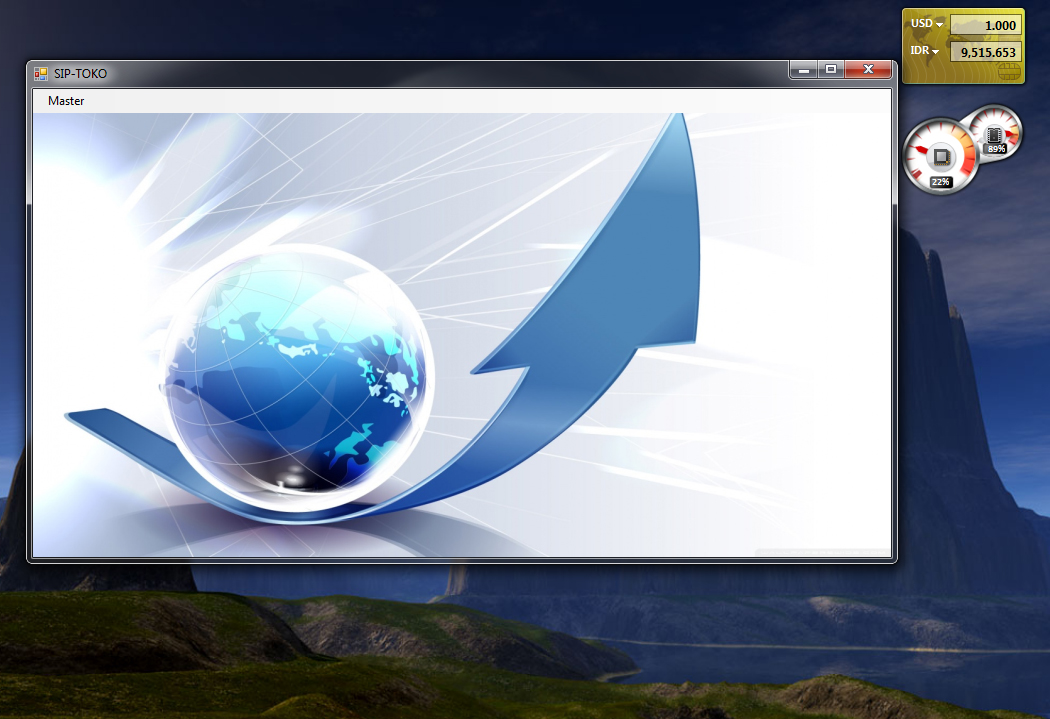 SIP-TOKO
Master
USD 1.000
IDR 9,515.653
89%
22%